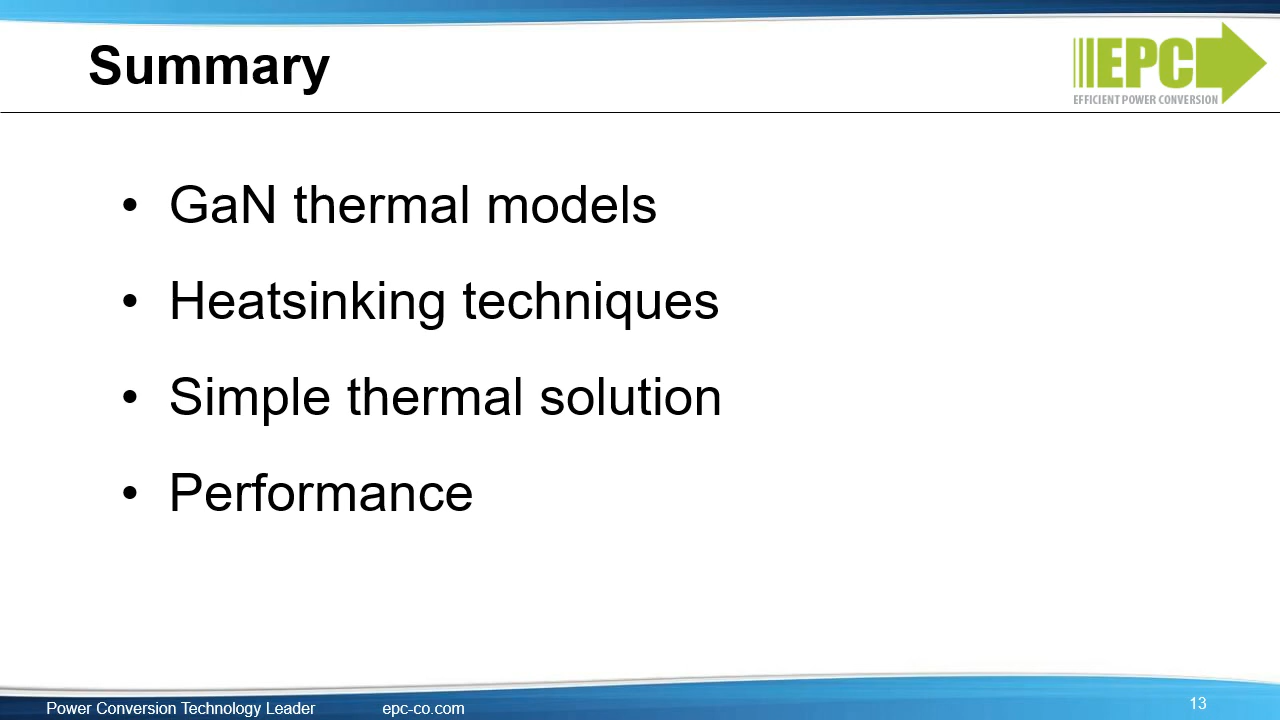 Summary
EPC
EFFICIENT POWER CONVERSION
• GaN thermal models
• Heatsinking techniques
• Simple thermal solution
• Performance
Power Conversion Technology Leader epc-co.com
13